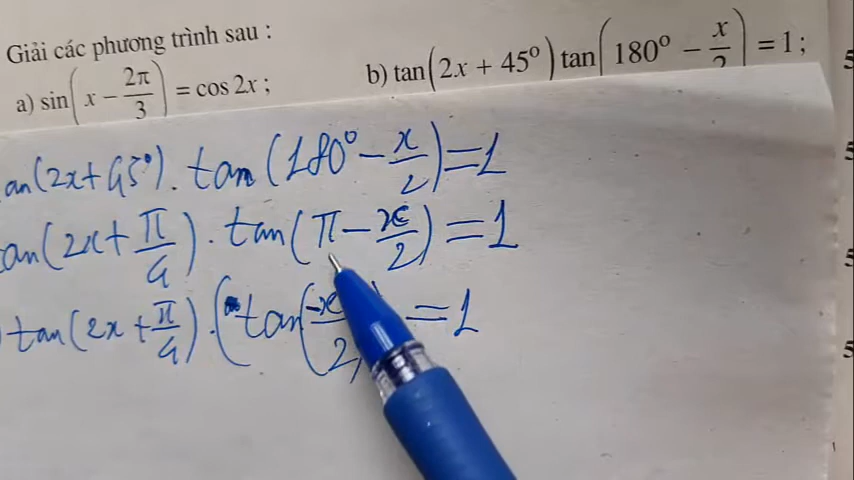 Giải các phương trình sau :
a) sin(x - 2π/3) = cos 2x ; b) tan(2x + 45°) tan(180° - x/2) = 1 ;
an(2x + 45°) . tan(180° - x/2) = 1
an(2x + π/4) . tan(π - x/2) = 1
tan(2x + π/4) . (tan(-x/2) = 1